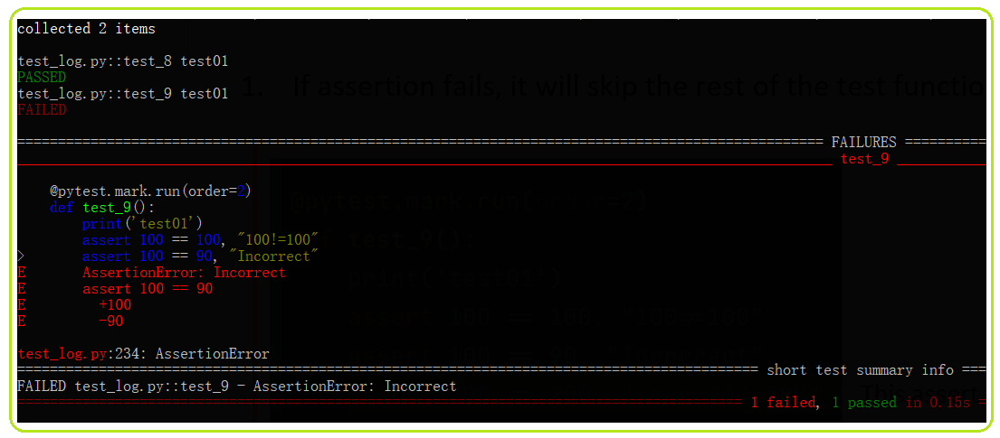 collected 2 items
test_log.py::test_8 test01
PASSED
1. If assertion fails, it will skip the rest of the test functio
test_log.py::test_9 test01
FAILED
============ FAILURES ============
test_9
@pytest.mark.run(order=2)
def test_9():
print('test01')
assert 100 == 100, "100!=100"
> assert 100 == 90, "Incorrect"
E AssertionError: Incorrect
E assert 100 == 90
E +100
E -90
test_log.py:234: AssertionError
============ short test summary info ===
FAILED test_log.py::test_9 - AssertionError: Incorrect
============ 1 failed, 1 passed in 0.15s =